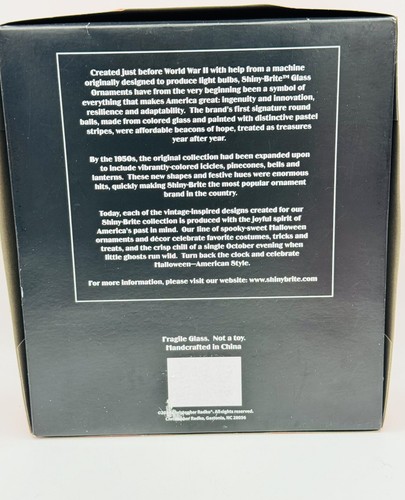 Created just before World War II with help from a machine
originally designed to produce light bulbs, Shiny-Brite™ Glass
Ornaments have from the very beginning been a symbol of
everything that makes America great: ingenuity and innovation,
resilience and adaptability. The brand's first signature round
balls, made from colored glass and painted with distinctive pastel
stripes, were affordable beacons of hope, treated as treasures
year after year.
By the 1950s, the original collection had been expanded upon
to include vibrantly-colored icicles, pinecones, bells and
lanterns. These new shapes and festive hues were enormous
hits, quickly making Shiny-Brite the most popular ornament
brand in the country.
Today, each of the vintage-inspired designs created for our
Shiny-Brite collection is produced with the joyful spirit of
America's past in mind. Our line of spooky-sweet Halloween
ornaments and décor celebrate favorite costumes, tricks and
treats, and the crisp chill of a single October evening when
little ghosts run wild. Turn back the clock and celebrate
Halloween—American Style.
For more information, please visit our website: www.shinybrite.com
Fragile Glass. Not a toy.
Handcrafted in China
Radko®. All rights reserved.
Radko, Gastonia, NC 28056